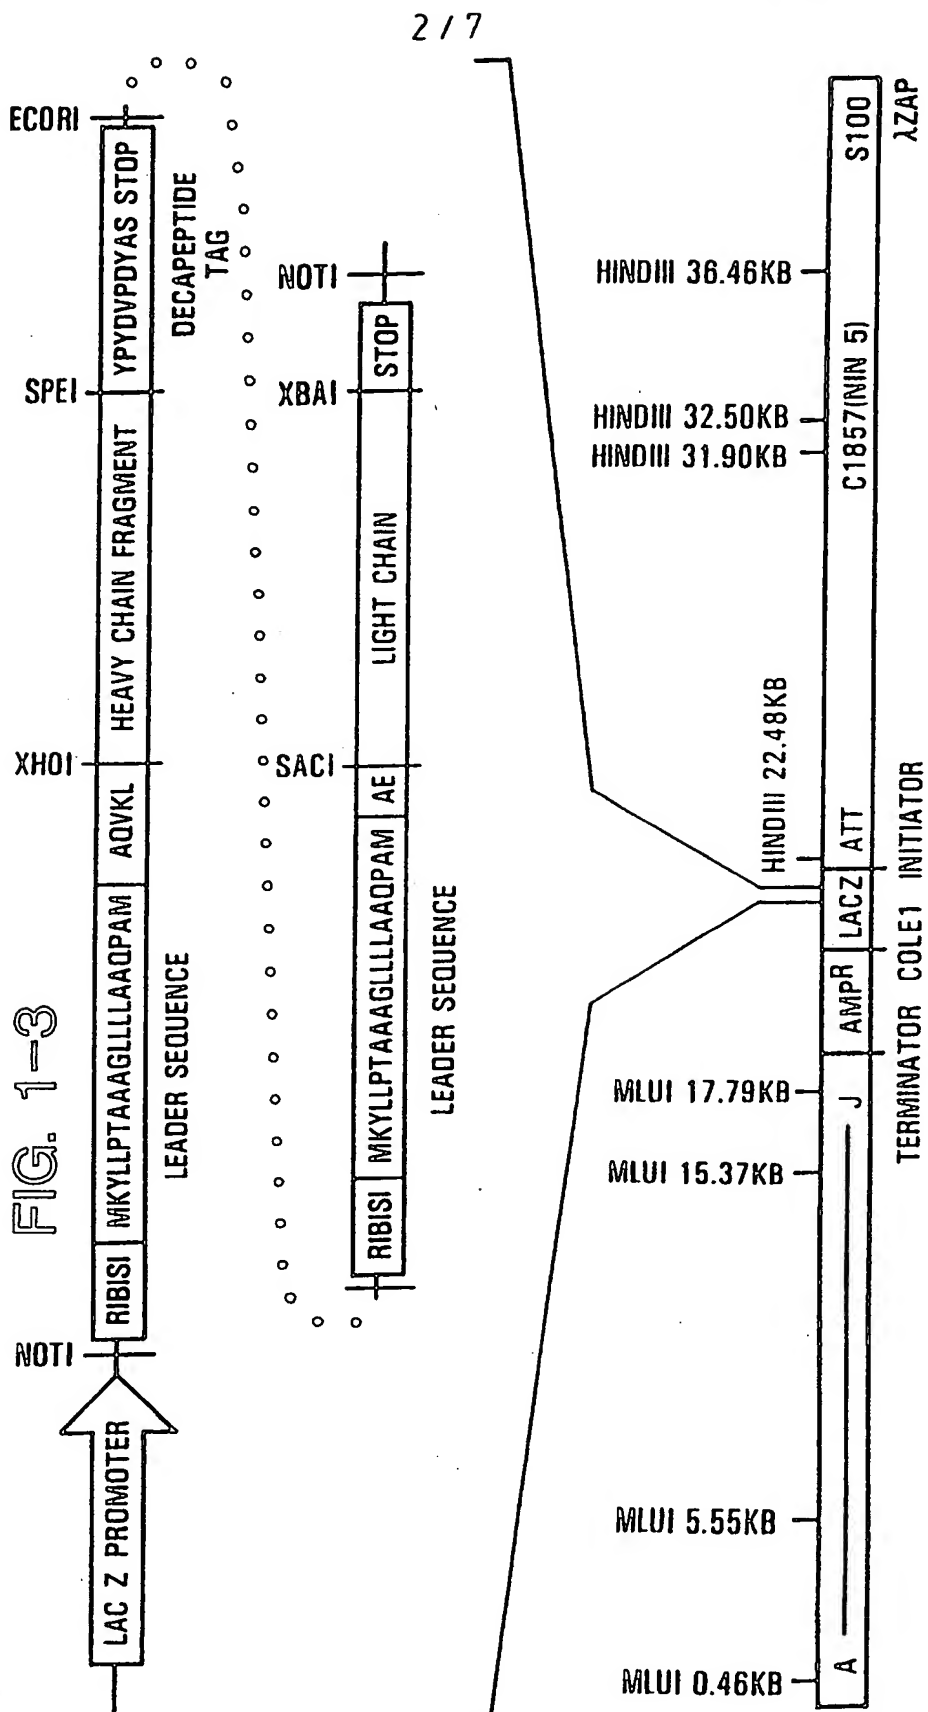 2 / 7
FIG. 1-3
NOTI
XHOI
SPEI
ECORI
LAC Z PROMOTER
RIBISI
MKYLLPTAAAGLLLLAAQPAM
AQVKL
HEAVY CHAIN FRAGMENT
YPYDVPDYAS STOP
LEADER SEQUENCE
DECAPEPTIDE
TAG
SACI
XBAI
NOTI
RIBISI
MKYLLPTAAAGLLLLAAQPAM
AE
LIGHT CHAIN
STOP
LEADER SEQUENCE
MLUI 0.46KB
MLUI 5.55KB
MLUI 15.37KB
MLUI 17.79KB
HINDIII 22.48KB
HINDIII 31.90KB
HINDIII 32.50KB
HINDIII 36.46KB
A
J
AMPR
LACZ
ATT
C1857(NIN 5)
S100
TERMINATOR COLE1 INITIATOR
λZAP